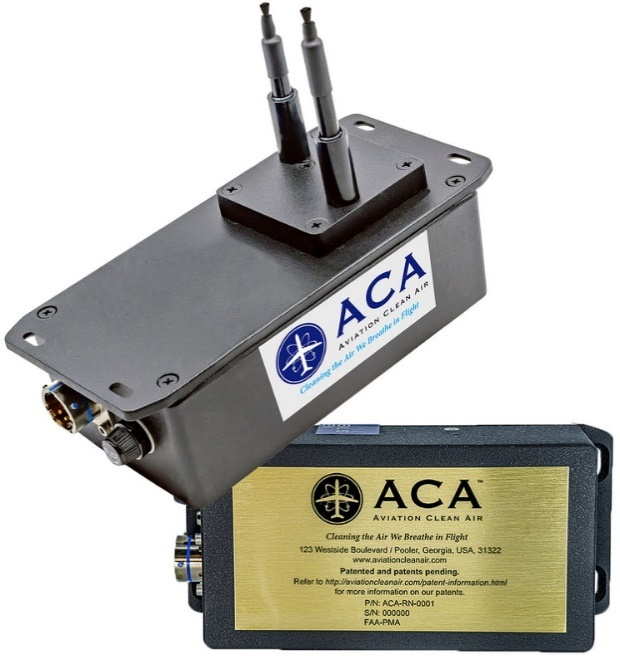 ACA
AVIATION CLEAN AIR
Cleaning the Air We Breathe in Flight
ACA™
AVIATION CLEAN AIR
Cleaning the Air We Breathe in Flight
123 Westside Boulevard / Pooler, Georgia, USA, 31322
www.aviationcleanair.com
Patented and patents pending.
Refer to http://aviationcleanair.com/patent-information.html
for more information on our patents.
P/N: ACA-RN-0001
S/N: 000000
FAA-PMA